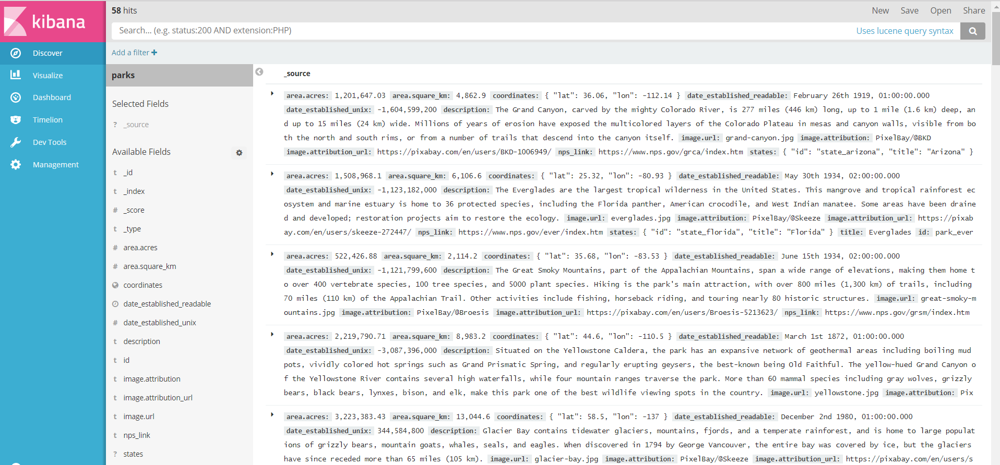 58 hits
New Save Open Share
kibana
Search... (e.g. status:200 AND extension:PHP)
Uses lucene query syntax
Discover
Visualize
Dashboard
Timelion
Dev Tools
Management
Add a filter +
parks
Selected Fields
? _source
Available Fields
t _id
t _index
# _score
t _type
# area.acres
# area.square_km
coordinates
date_established_readable
# date_established_unix
t description
t id
t image.attribution
t image.attribution_url
t image.url
t nps_link
? states
_source
area.acres: 1,201,647.03 area.square_km: 4,862.9 coordinates: { "lat": 36.06, "lon": -112.14 } date_established_readable: February 26th 1919, 01:00:00.000
date_established_unix: -1,604,599,200 description: The Grand Canyon, carved by the mighty Colorado River, is 277 miles (446 km) long, up to 1 mile (1.6 km) deep, an
d up to 15 miles (24 km) wide. Millions of years of erosion have exposed the multicolored layers of the Colorado Plateau in mesas and canyon walls, visible from bo
th the north and south rims, or from a number of trails that descend into the canyon itself. image.url: grand-canyon.jpg image.attribution: PixelBay/@BKD
image.attribution_url: https://pixabay.com/en/users/BKD-1006949/ nps_link: https://www.nps.gov/grca/index.htm states: { "id": "state_arizona", "title": "Arizona" }
area.acres: 1,508,968.1 area.square_km: 6,106.6 coordinates: { "lat": 25.32, "lon": -80.93 } date_established_readable: May 30th 1934, 02:00:00.000
date_established_unix: -1,123,182,000 description: The Everglades are the largest tropical wilderness in the United States. This mangrove and tropical rainforest ec
osystem and marine estuary is home to 36 protected species, including the Florida panther, American crocodile, and West Indian manatee. Some areas have been draine
d and developed; restoration projects aim to restore the ecology. image.url: everglades.jpg image.attribution: PixelBay/@Skeeze image.attribution_url: https://pixab
ay.com/en/users/skeeze-272447/ nps_link: https://www.nps.gov/ever/index.htm states: { "id": "state_florida", "title": "Florida" } title: Everglades id: park_ever
area.acres: 522,426.88 area.square_km: 2,114.2 coordinates: { "lat": 35.68, "lon": -83.53 } date_established_readable: June 15th 1934, 02:00:00.000
date_established_unix: -1,121,799,600 description: The Great Smoky Mountains, part of the Appalachian Mountains, span a wide range of elevations, making them home t
o over 400 vertebrate species, 100 tree species, and 5000 plant species. Hiking is the park's main attraction, with over 800 miles (1,300 km) of trails, including
70 miles (110 km) of the Appalachian Trail. Other activities include fishing, horseback riding, and touring nearly 80 historic structures. image.url: great-smoky-m
ountains.jpg image.attribution: PixelBay/@Broesis image.attribution_url: https://pixabay.com/en/users/Broesis-5213623/ nps_link: https://www.nps.gov/grsm/index.htm
area.acres: 2,219,790.71 area.square_km: 8,983.2 coordinates: { "lat": 44.6, "lon": -110.5 } date_established_readable: March 1st 1872, 01:00:00.000
date_established_unix: -3,087,396,000 description: Situated on the Yellowstone Caldera, the park has an expansive network of geothermal areas including boiling mud
pots, vividly colored hot springs such as Grand Prismatic Spring, and regularly erupting geysers, the best-known being Old Faithful. The yellow-hued Grand Canyon o
f the Yellowstone River contains several high waterfalls, while four mountain ranges traverse the park. More than 60 mammal species including gray wolves, grizzly
bears, black bears, lynxes, bison, and elk, make this park one of the best wildlife viewing spots in the country. image.url: yellowstone.jpg image.attribution: Pix
area.acres: 3,223,383.43 area.square_km: 13,044.6 coordinates: { "lat": 58.5, "lon": -137 } date_established_readable: December 2nd 1980, 01:00:00.000
date_established_unix: 344,584,800 description: Glacier Bay contains tidewater glaciers, mountains, fjords, and a temperate rainforest, and is home to large populat
ions of grizzly bears, mountain goats, whales, seals, and eagles. When discovered in 1794 by George Vancouver, the entire bay was covered by ice, but the glaciers
have since receded more than 65 miles (105 km). image.url: glacier-bay.jpg image.attribution: PixelBay/@Skeeze image.attribution_url: https://pixabay.com/en/users/s